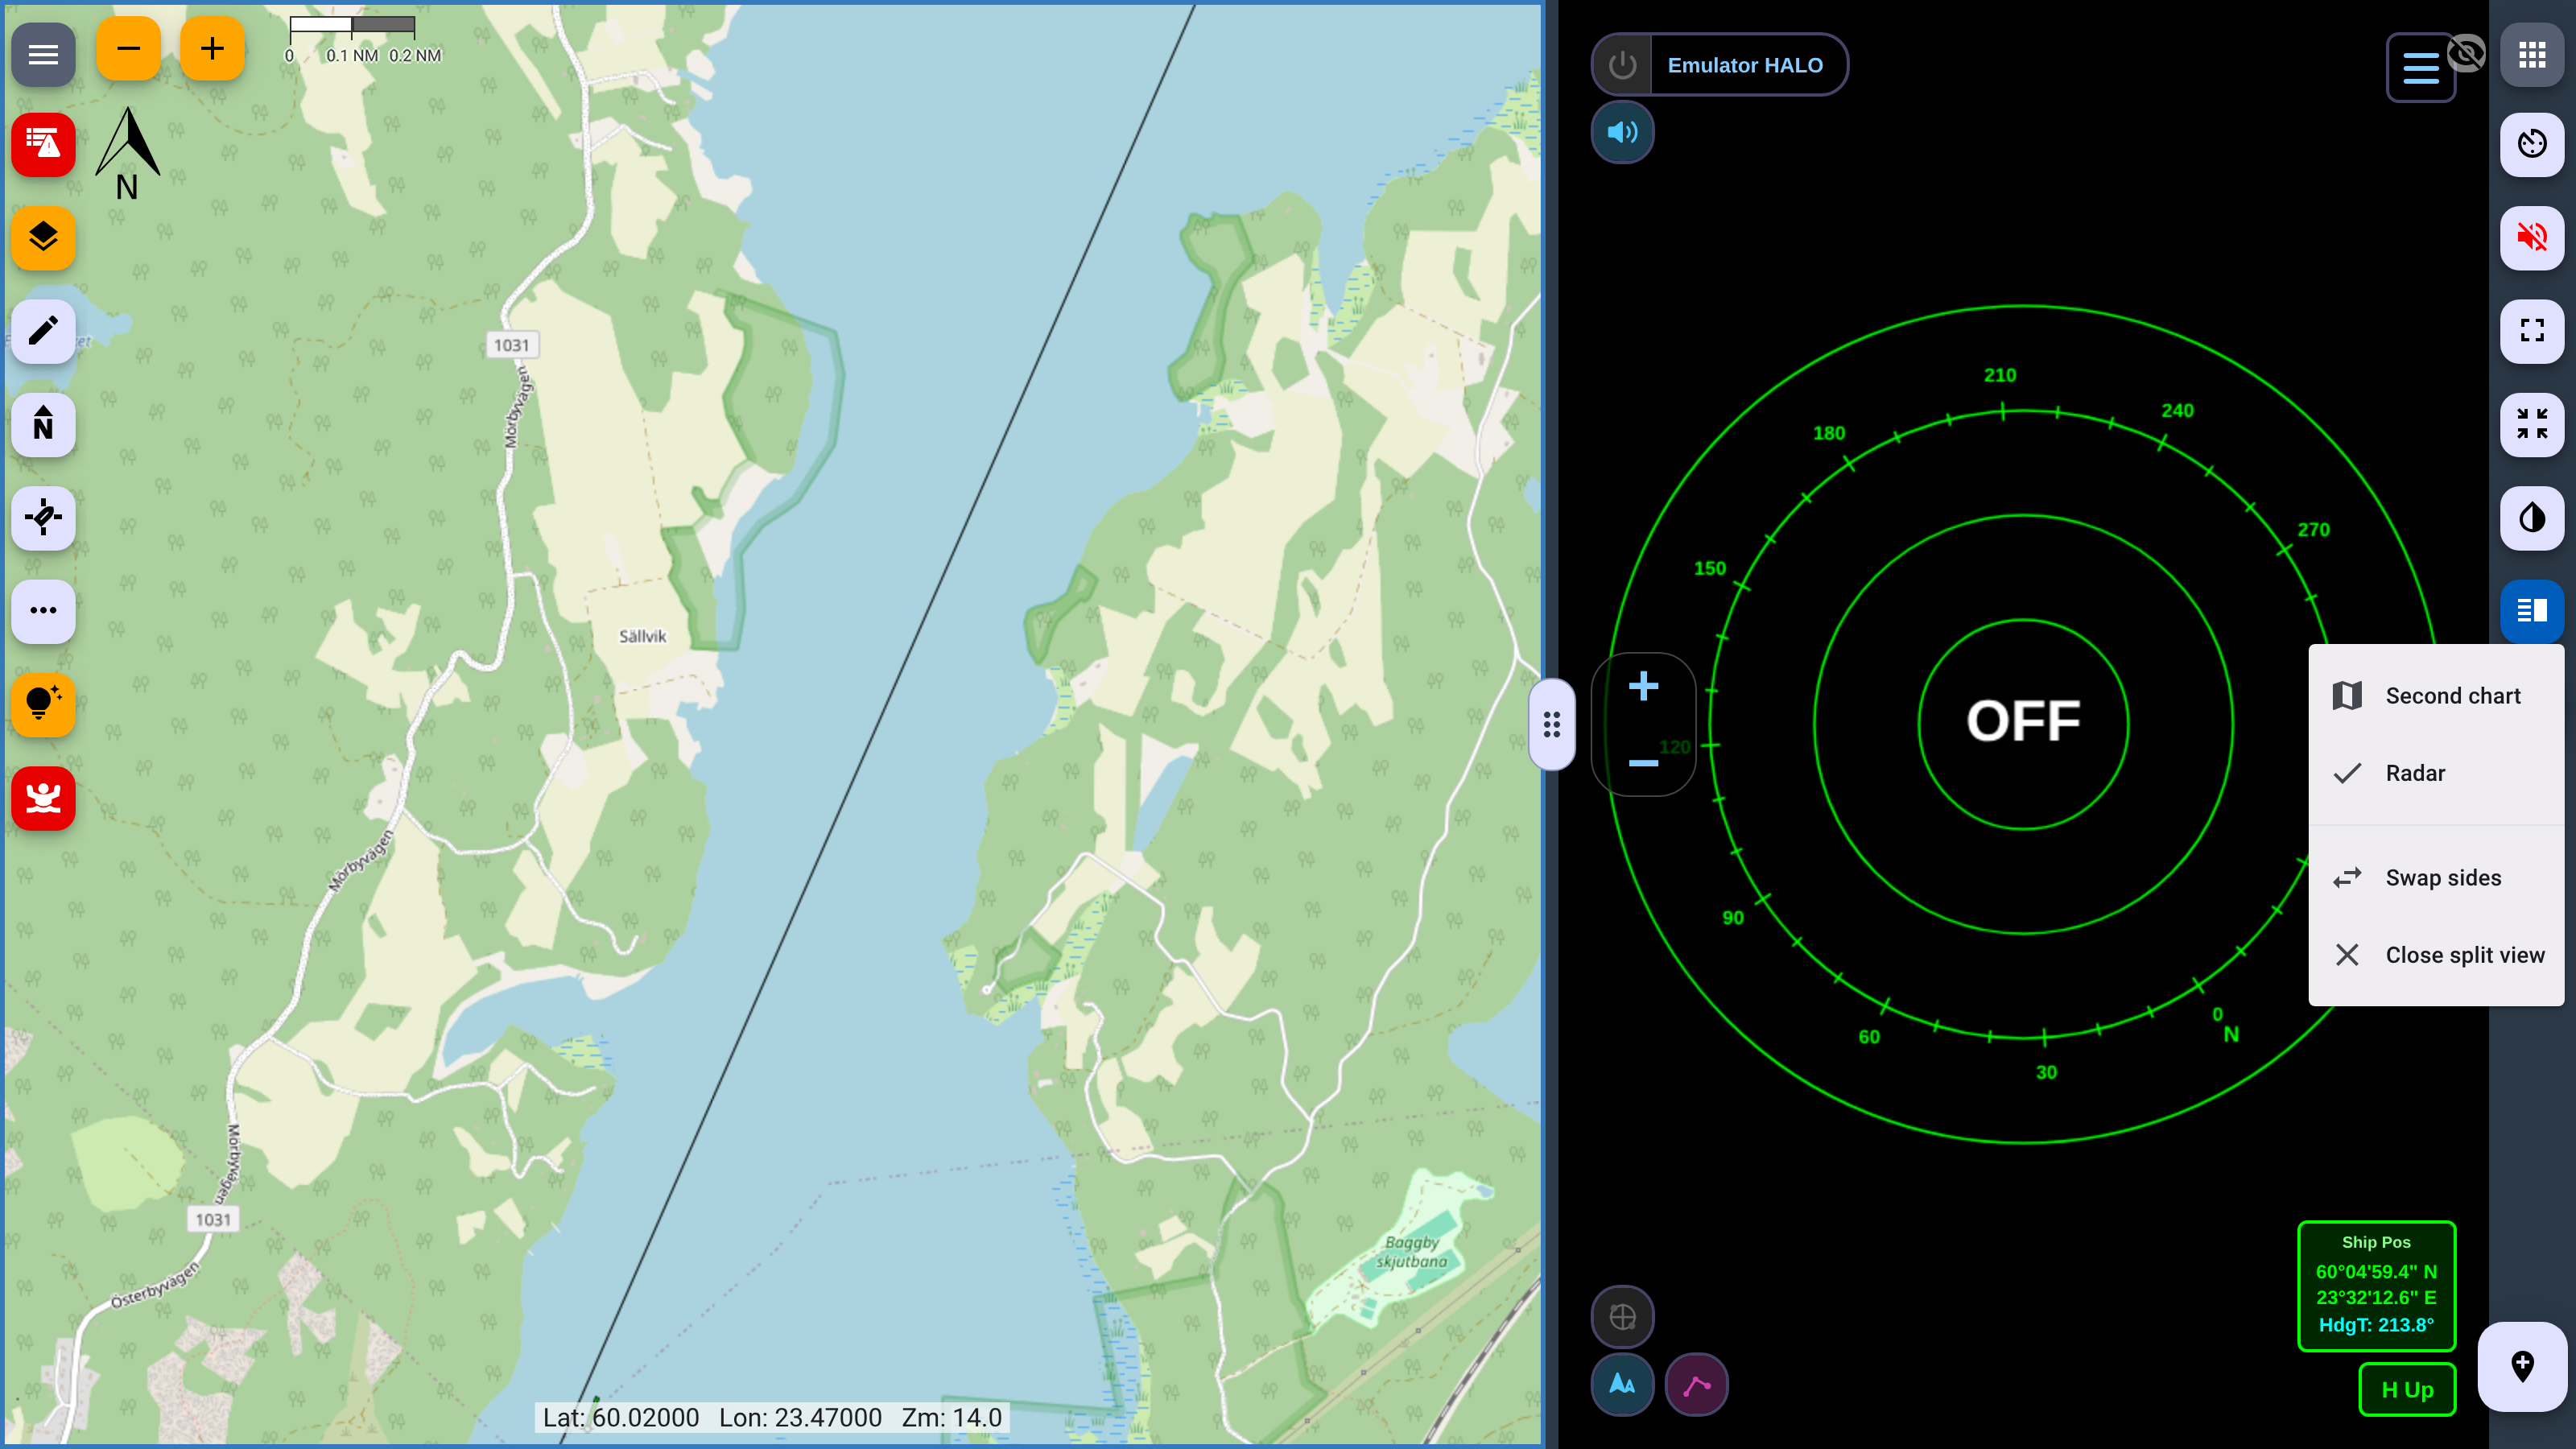 0
0.1 NM
0.2 NM
N
N
1031
Mörbyvägen
Sällvik
Mörbyvägen
Mörbyvägen
1031
Österbyvägen
Baggby
skjutbana
Lat: 60.02000 Lon: 23.47000 Zm: 14.0
Emulator HALO
210
240
180
270
150
120
90
60
30
0
N
OFF
Second chart
Radar
Swap sides
Close split view
Ship Pos
60°04'59.4" N
23°32'12.6" E
HdgT: 213.8°
H Up